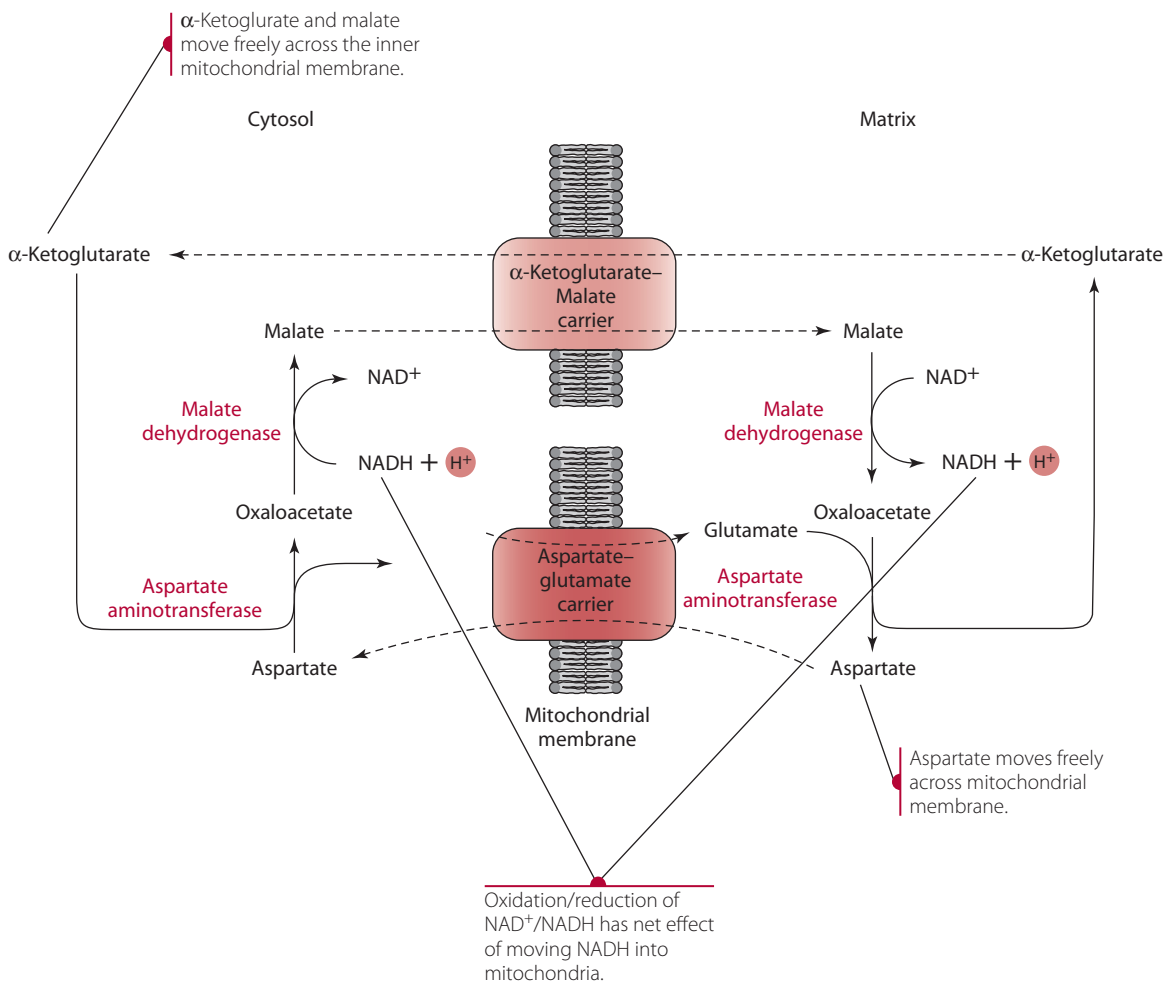 α-Ketoglurate and malate
move freely across the inner
mitochondrial membrane.
Cytosol
Matrix
α-Ketoglutarate
α-Ketoglutarate–
Malate
carrier
α-Ketoglutarate
Malate
Malate
NAD+
NAD+
Malate
dehydrogenase
Malate
dehydrogenase
NADH + H+
NADH + H+
Oxaloacetate
Oxaloacetate
Glutamate
Aspartate–
glutamate
carrier
Aspartate
aminotransferase
Aspartate
aminotransferase
Aspartate
Aspartate
Mitochondrial
membrane
Aspartate moves freely
across mitochondrial
membrane.
Oxidation/reduction of
NAD+/NADH has net effect
of moving NADH into
mitochondria.